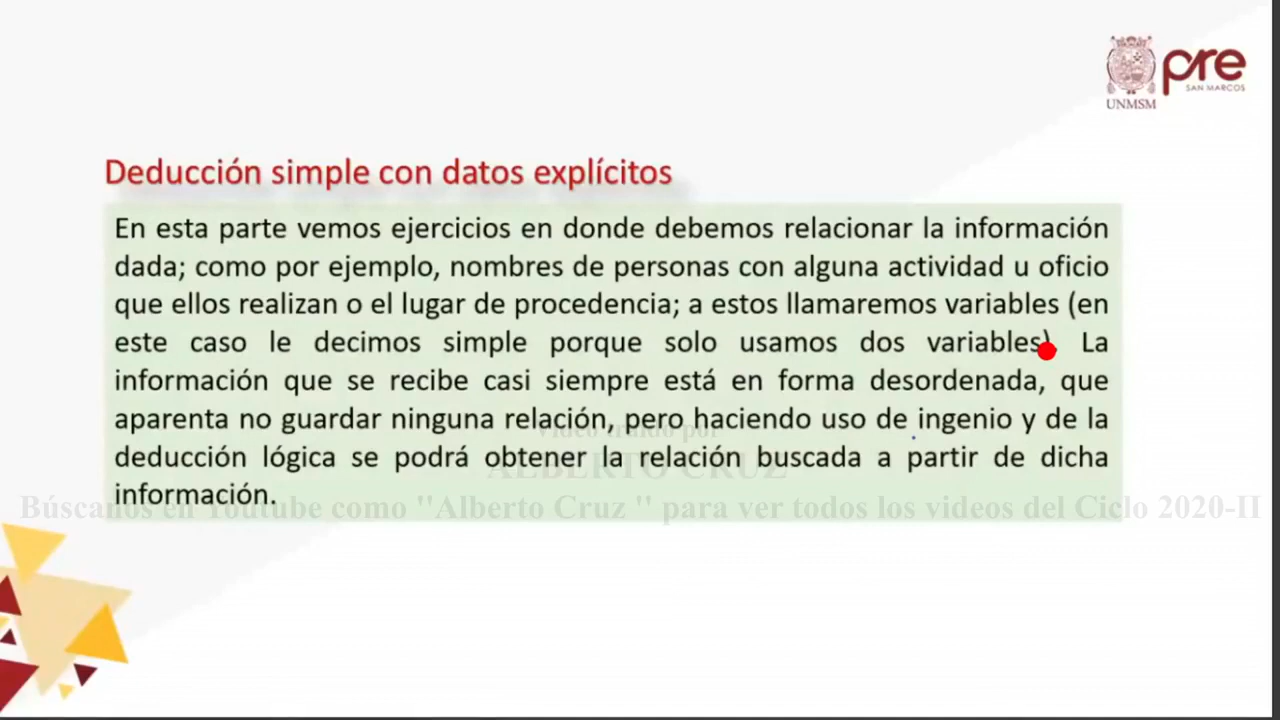 pre
SAN MARCOS
UNMSM
Deducción simple con datos explícitos
En esta parte vemos ejercicios en donde debemos relacionar la información
dada; como por ejemplo, nombres de personas con alguna actividad u oficio
que ellos realizan o el lugar de procedencia; a estos llamaremos variables (en
este caso le decimos simple porque solo usamos dos variables). La
información que se recibe casi siempre está en forma desordenada, que
aparenta no guardar ninguna relación, pero haciendo uso de ingenio y de la
deducción lógica se podrá obtener la relación buscada a partir de dicha
información.
Video traido por
ALBERTO CRUZ
Búscanos en Youtube como "Alberto Cruz " para ver todos los videos del Ciclo 2020-II